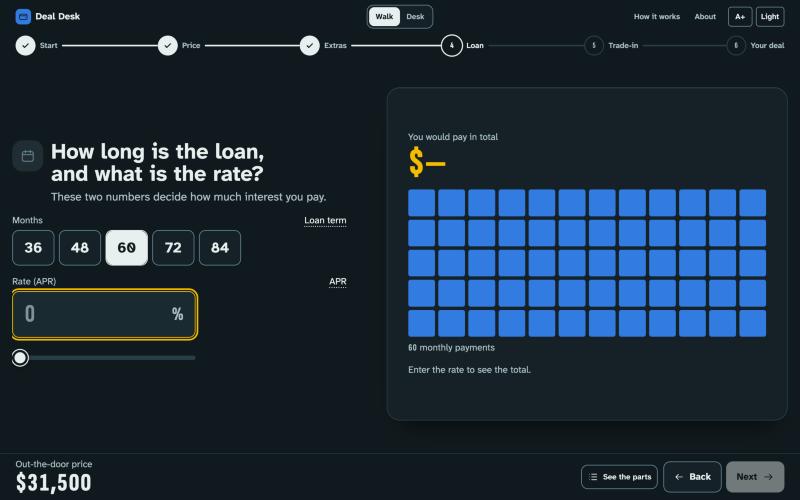 Deal Desk
Walk
Desk
How it works
About
A+
Light
Start
Price
Extras
4
Loan
5
Trade-in
6
Your deal
How long is the loan,
and what is the rate?
These two numbers decide how much interest you pay.
Months
Loan term
36
48
60
72
84
Rate (APR)
APR
0
%
You would pay in total
$—
60 monthly payments
Enter the rate to see the total.
Out-the-door price
$31,500
See the parts
← Back
Next →